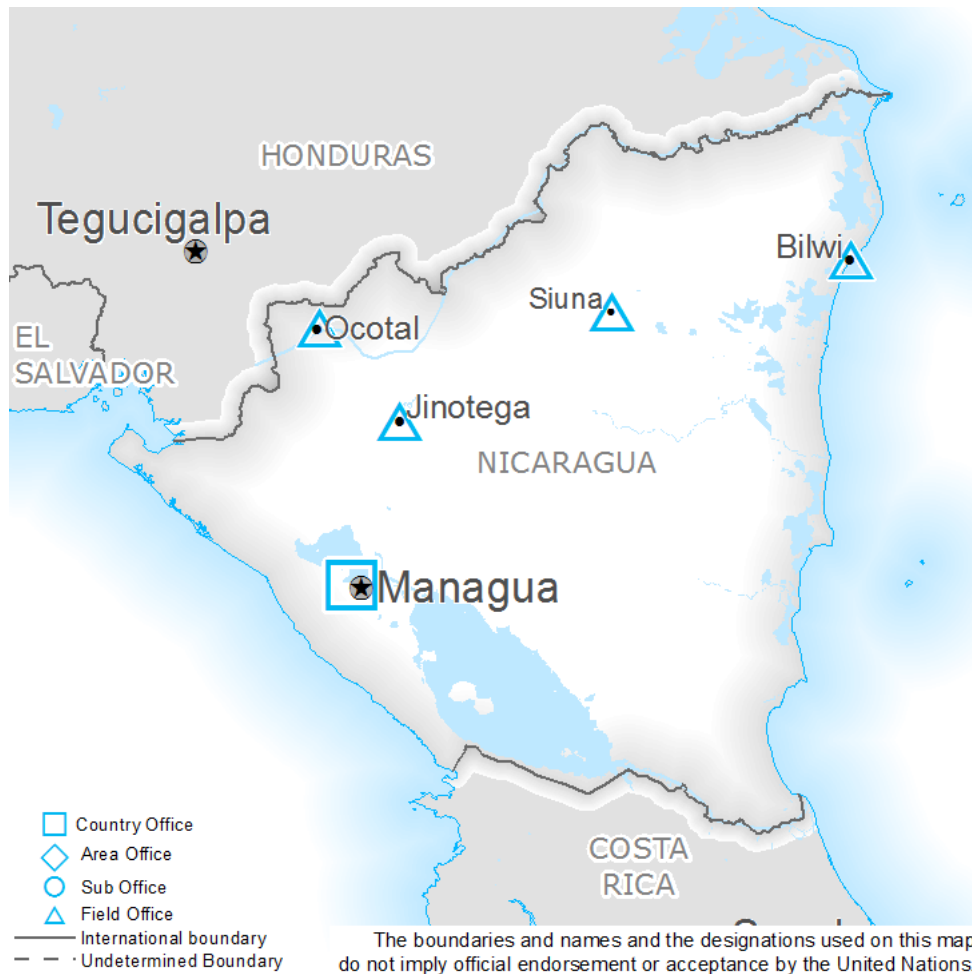 HONDURAS
Tegucigalpa
Bilwi
Siuna
Ocotal
EL
SALVADOR
Jinotega
NICARAGUA
Managua
Country Office
Area Office
Sub Office
Field Office
International boundary
Undetermined Boundary
COSTA
RICA
The boundaries and names and the designations used on this map
do not imply official endorsement or acceptance by the United Nations.